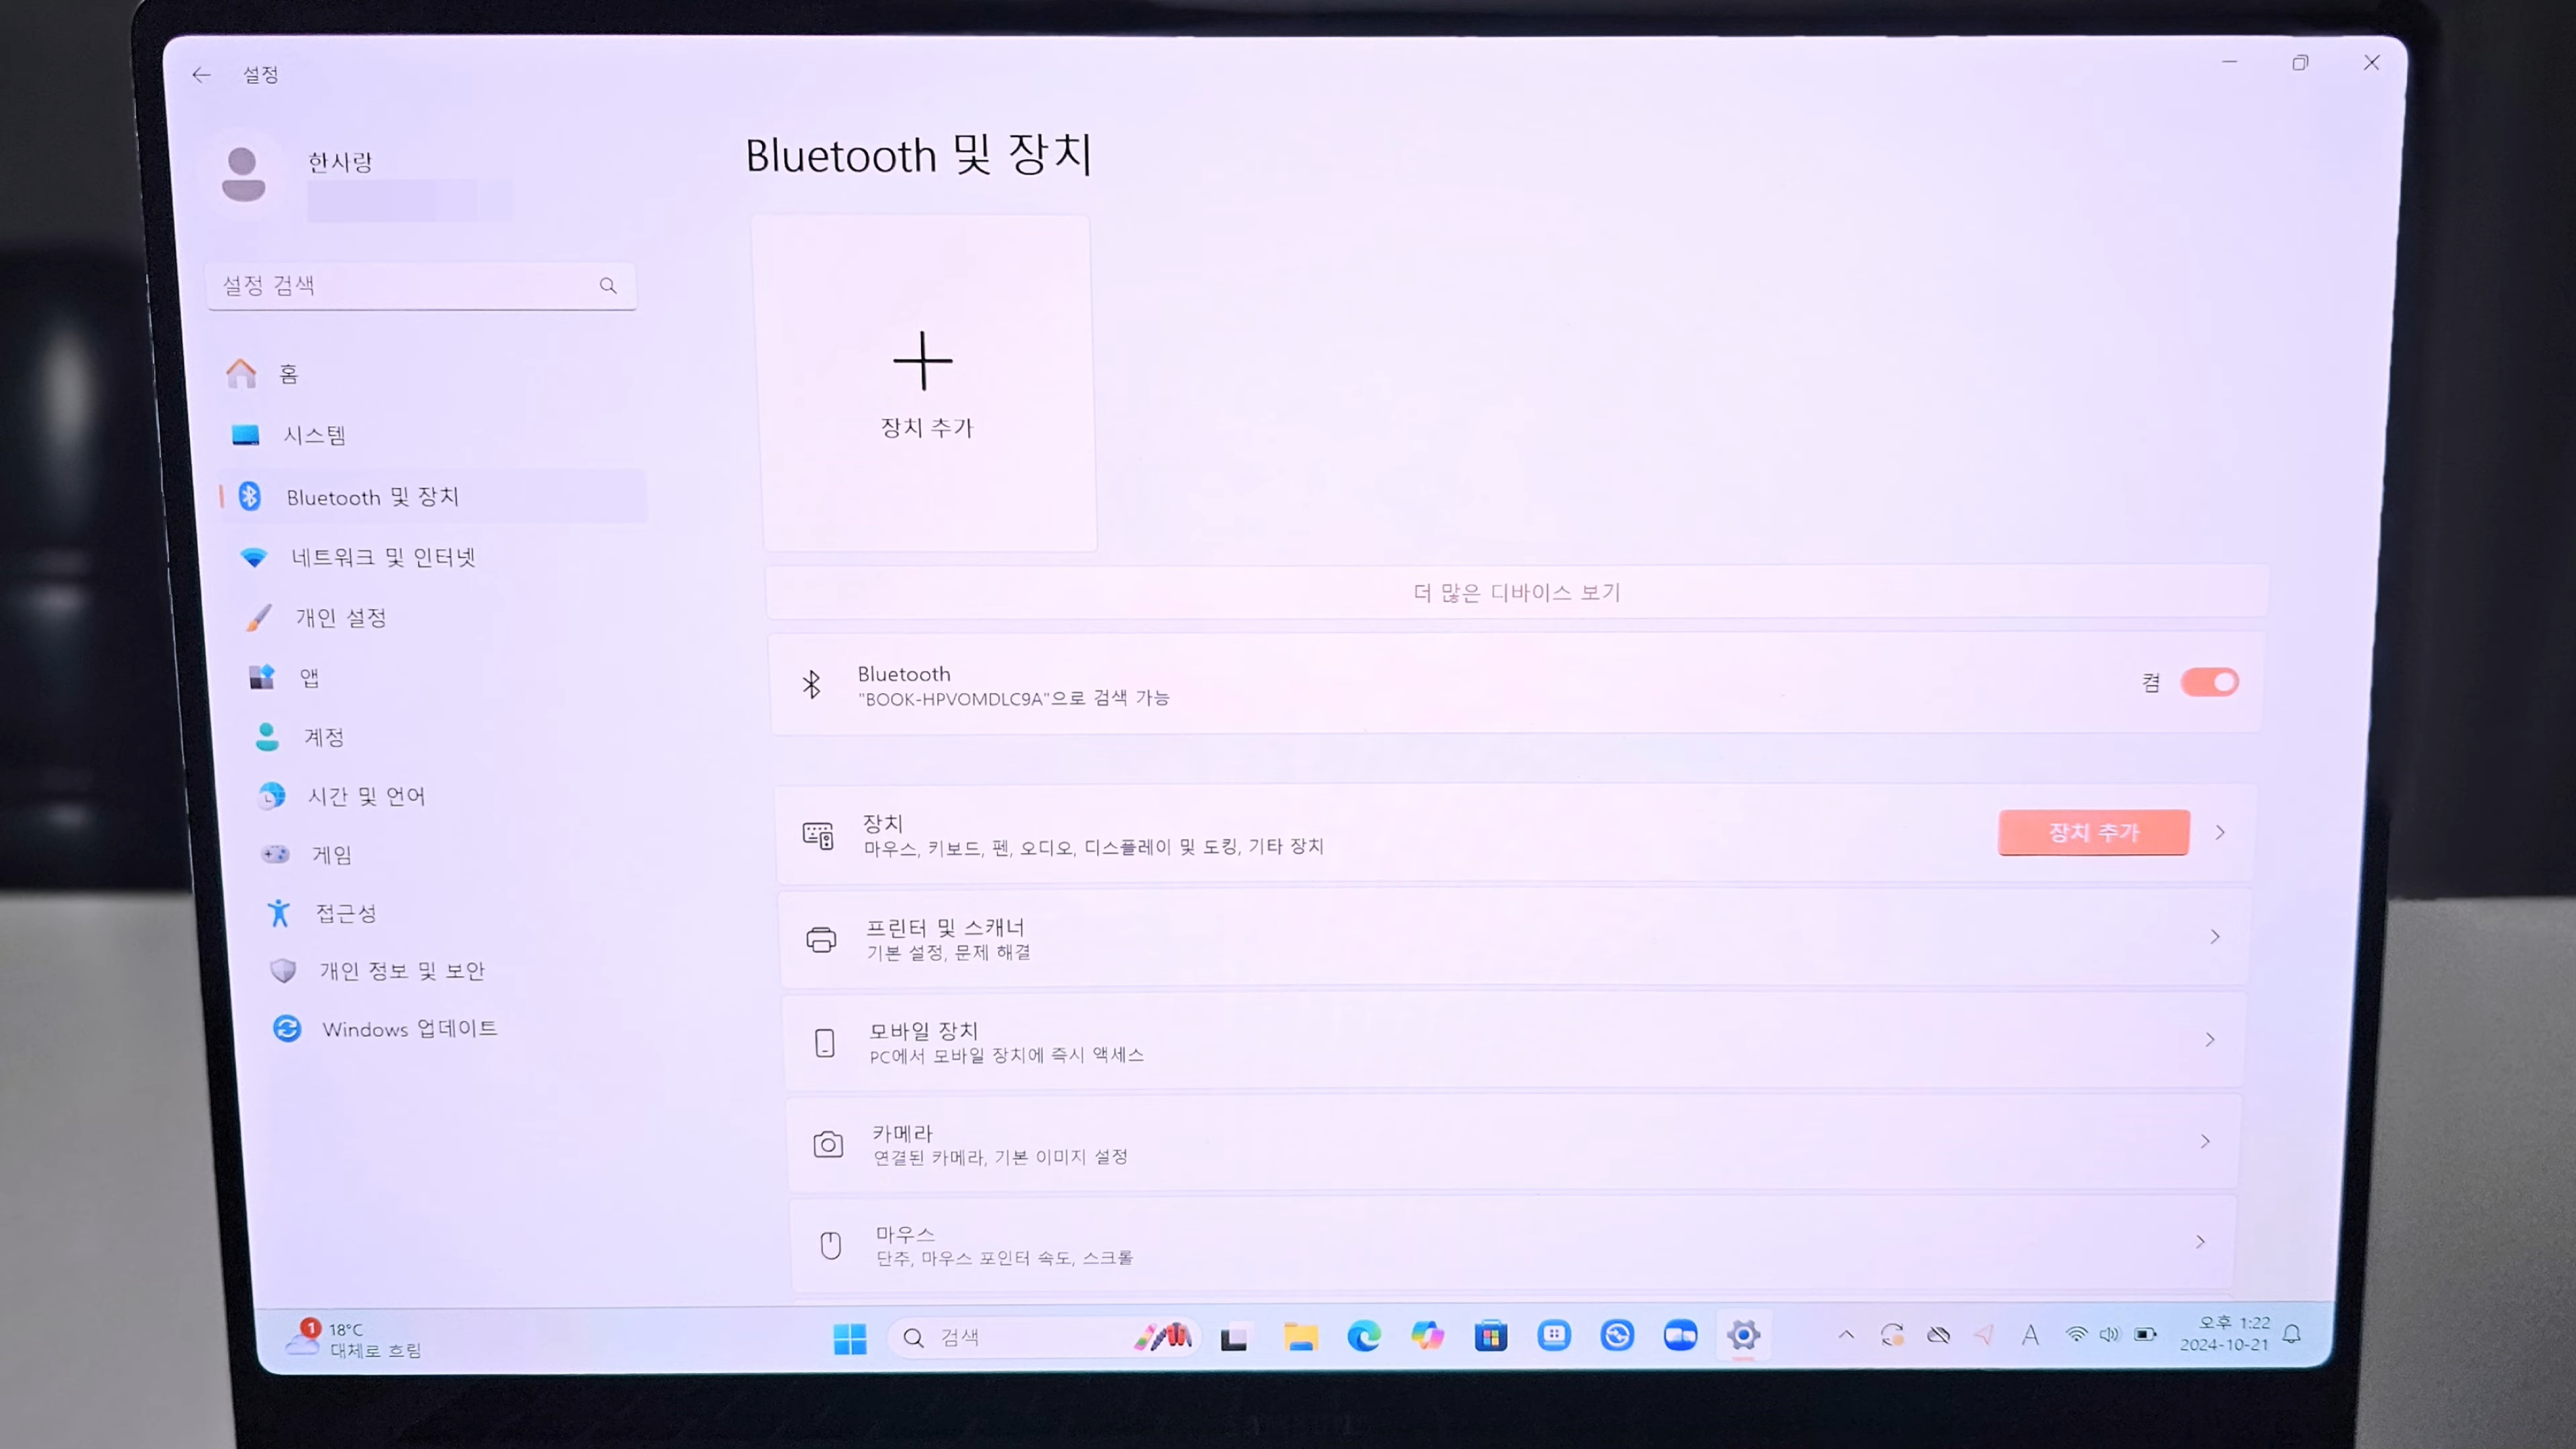 설정
한사랑
설정 검색
홈
시스템
Bluetooth 및 장치
네트워크 및 인터넷
개인 설정
앱
계정
시간 및 언어
게임
접근성
개인 정보 및 보안
Windows 업데이트
Bluetooth 및 장치
장치 추가
더 많은 디바이스 보기
Bluetooth
"BOOK-HPVOMDLC9A"으로 검색 가능
켬
장치
마우스, 키보드, 펜, 오디오, 디스플레이 및 도킹, 기타 장치
장치 추가
프린터 및 스캐너
기본 설정, 문제 해결
모바일 장치
PC에서 모바일 장치에 즉시 액세스
카메라
연결된 카메라, 기본 이미지 설정
마우스
단추, 마우스 포인터 속도, 스크롤
1
18°C
대체로 흐림
검색
A
오후 1:22
2024-10-21